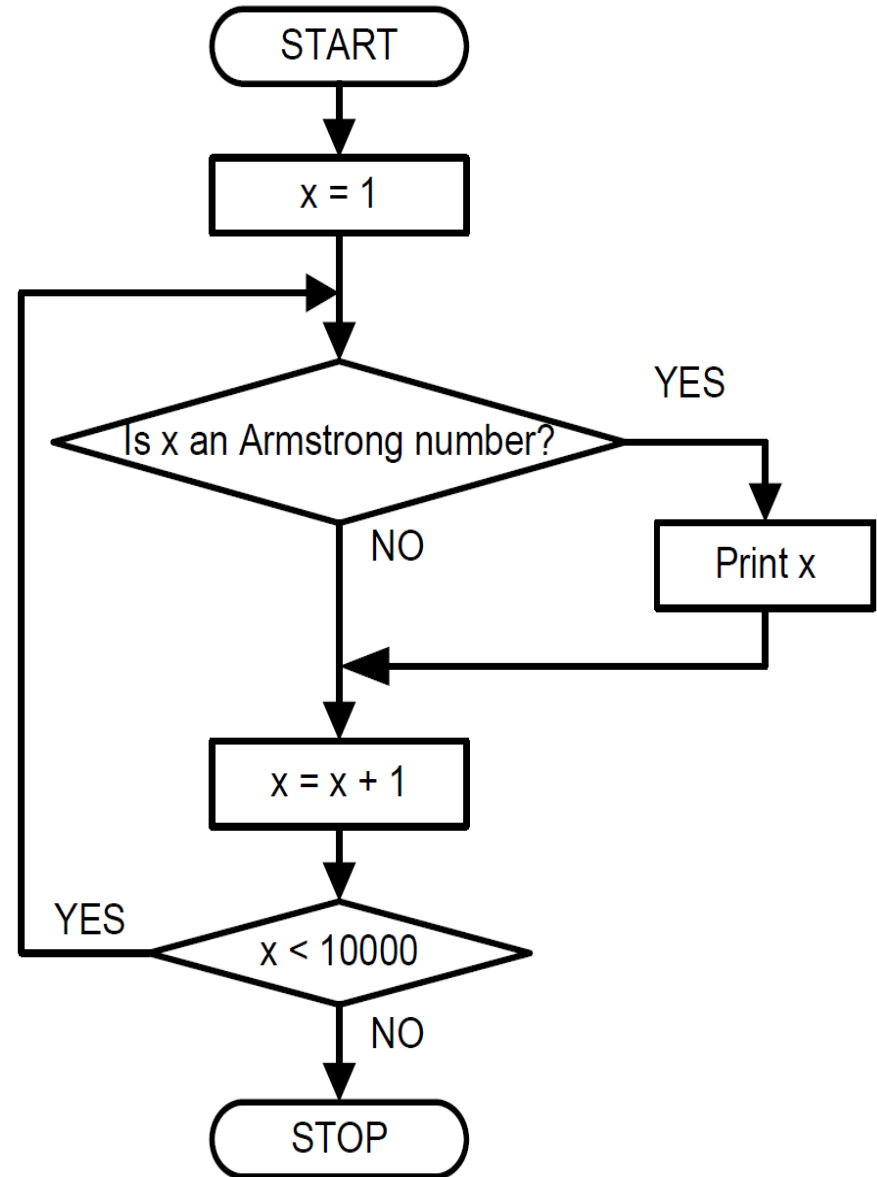 START
x = 1
Is x an Armstrong number?
YES
NO
Print x
x = x + 1
x < 10000
YES
NO
STOP